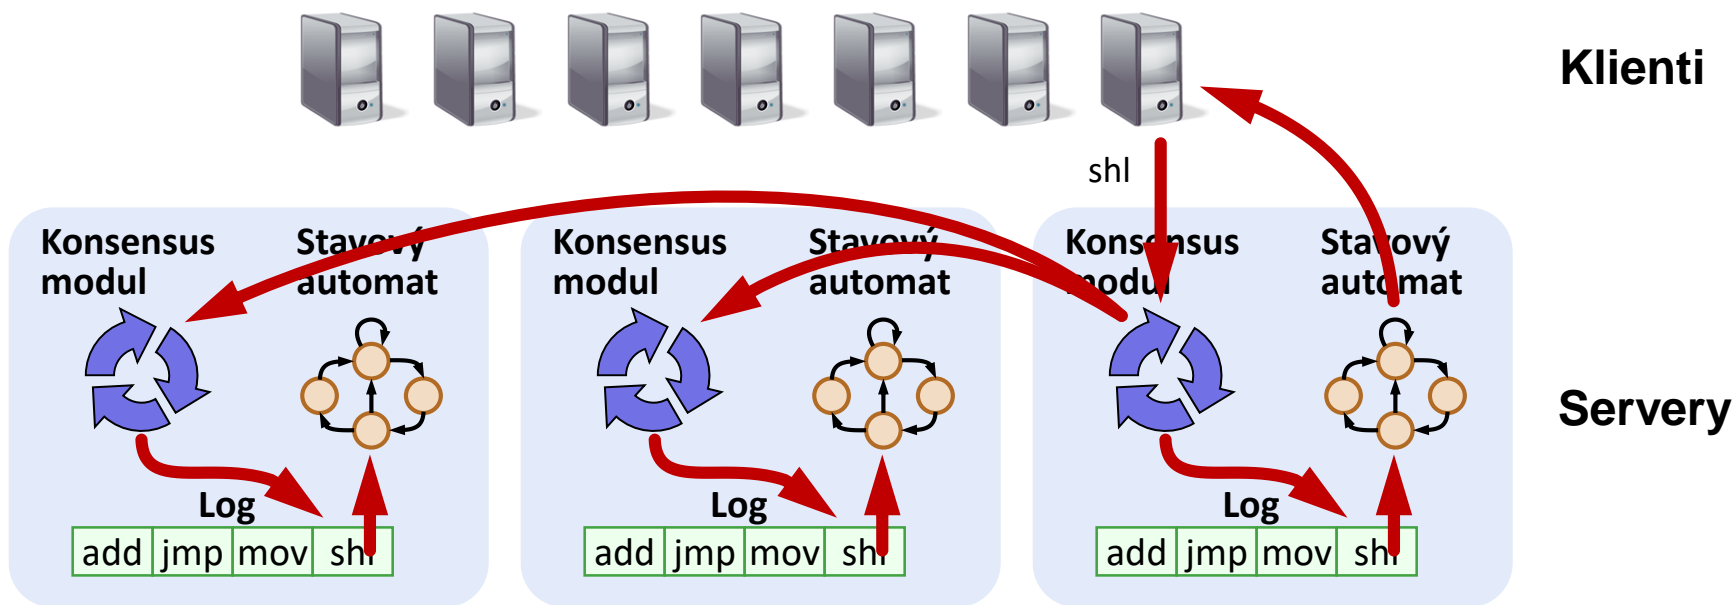 Klienti
shl
Konsensus modul
Stavový automat
Log
add jmp mov shl
Konsensus modul
Stavový automat
Log
add jmp mov shl
Konsensus modul
Stavový automat
Log
add jmp mov shl
Servery